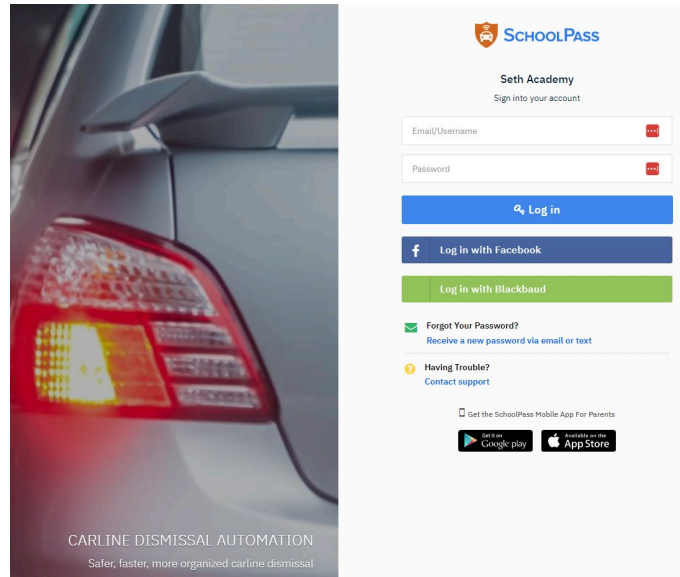 SCHOOLPASS
Seth Academy
Sign into your account
Email/Username
Password
Log in
Log in with Facebook
Log in with Blackbaud
Forgot Your Password?
Receive a new password via email or text
Having Trouble?
Contact support
Get the SchoolPass Mobile App For Parents
Get it on
Google play
Available on the
App Store
CARLINE DISMISSAL AUTOMATION
Safer, faster, more organized carline dismissal